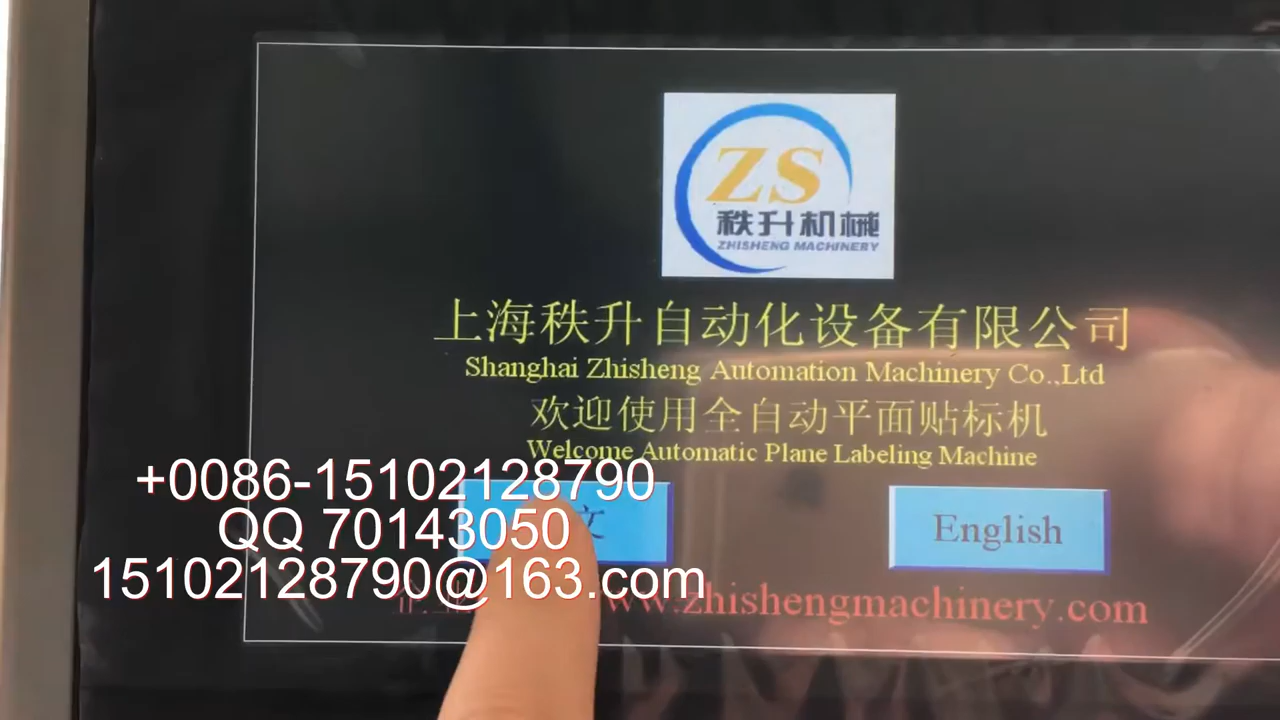 ZS
秩升机械
ZHISHENG MACHINERY
上海秩升自动化设备有限公司
Shanghai Zhisheng Automation Machinery Co.,Ltd
欢迎使用全自动平面贴标机
Welcome Automatic Plane Labeling Machine
+0086-15102128790
QQ 70143050
15102128790@163.com
文
English
www.zhishengmachinery.com